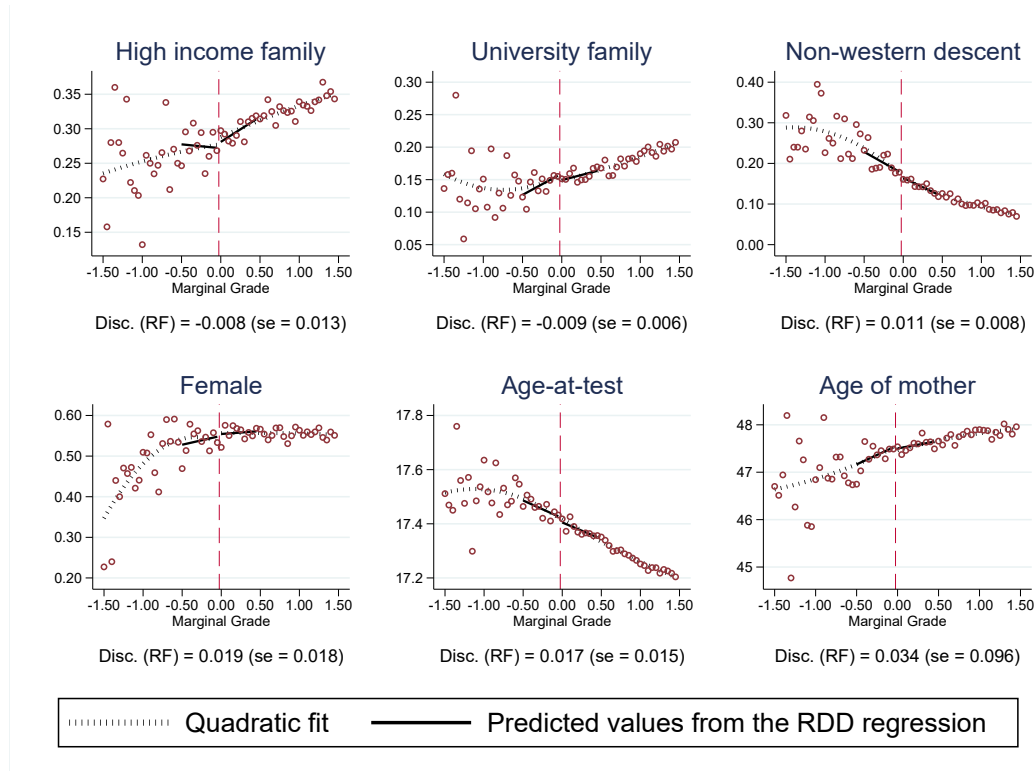 High income family
University family
Non-western descent
0.35
0.30
0.25
0.20
0.15
-1.50 -1.00 -0.50 0.00 0.50 1.00 1.50
Marginal Grade
Disc. (RF) = -0.008 (se = 0.013)
0.30
0.25
0.20
0.15
0.10
0.05
-1.50 -1.00 -0.50 0.00 0.50 1.00 1.50
Marginal Grade
Disc. (RF) = -0.009 (se = 0.006)
0.40
0.30
0.20
0.10
0.00
-1.50 -1.00 -0.50 0.00 0.50 1.00 1.50
Marginal Grade
Disc. (RF) = 0.011 (se = 0.008)
Female
Age-at-test
Age of mother
0.60
0.50
0.40
0.30
0.20
-1.50 -1.00 -0.50 0.00 0.50 1.00 1.50
Marginal Grade
Disc. (RF) = 0.019 (se = 0.018)
17.8
17.6
17.4
17.2
-1.50 -1.00 -0.50 0.00 0.50 1.00 1.50
Marginal Grade
Disc. (RF) = 0.017 (se = 0.015)
48
47
46
45
-1.50 -1.00 -0.50 0.00 0.50 1.00 1.50
Marginal Grade
Disc. (RF) = 0.034 (se = 0.096)
Quadratic fit
Predicted values from the RDD regression